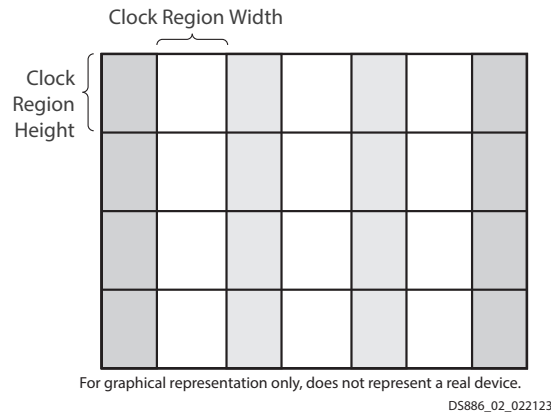 Clock Region Width
Clock
Region
Height
For graphical representation only, does not represent a real device.
DS886_02_022123